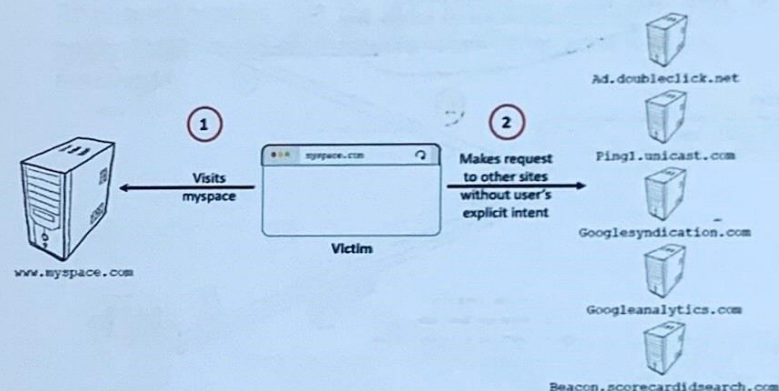 Ad.doubleclick.net
1
2
myspace.com
Makes request
to other sites
without user's
explicit intent
Visits
myspace
Ping1.unicast.com
Victim
Googlesyndication.com
www.myspace.com
Googleanalytics.com
Beacon.scorecardidsearch.com